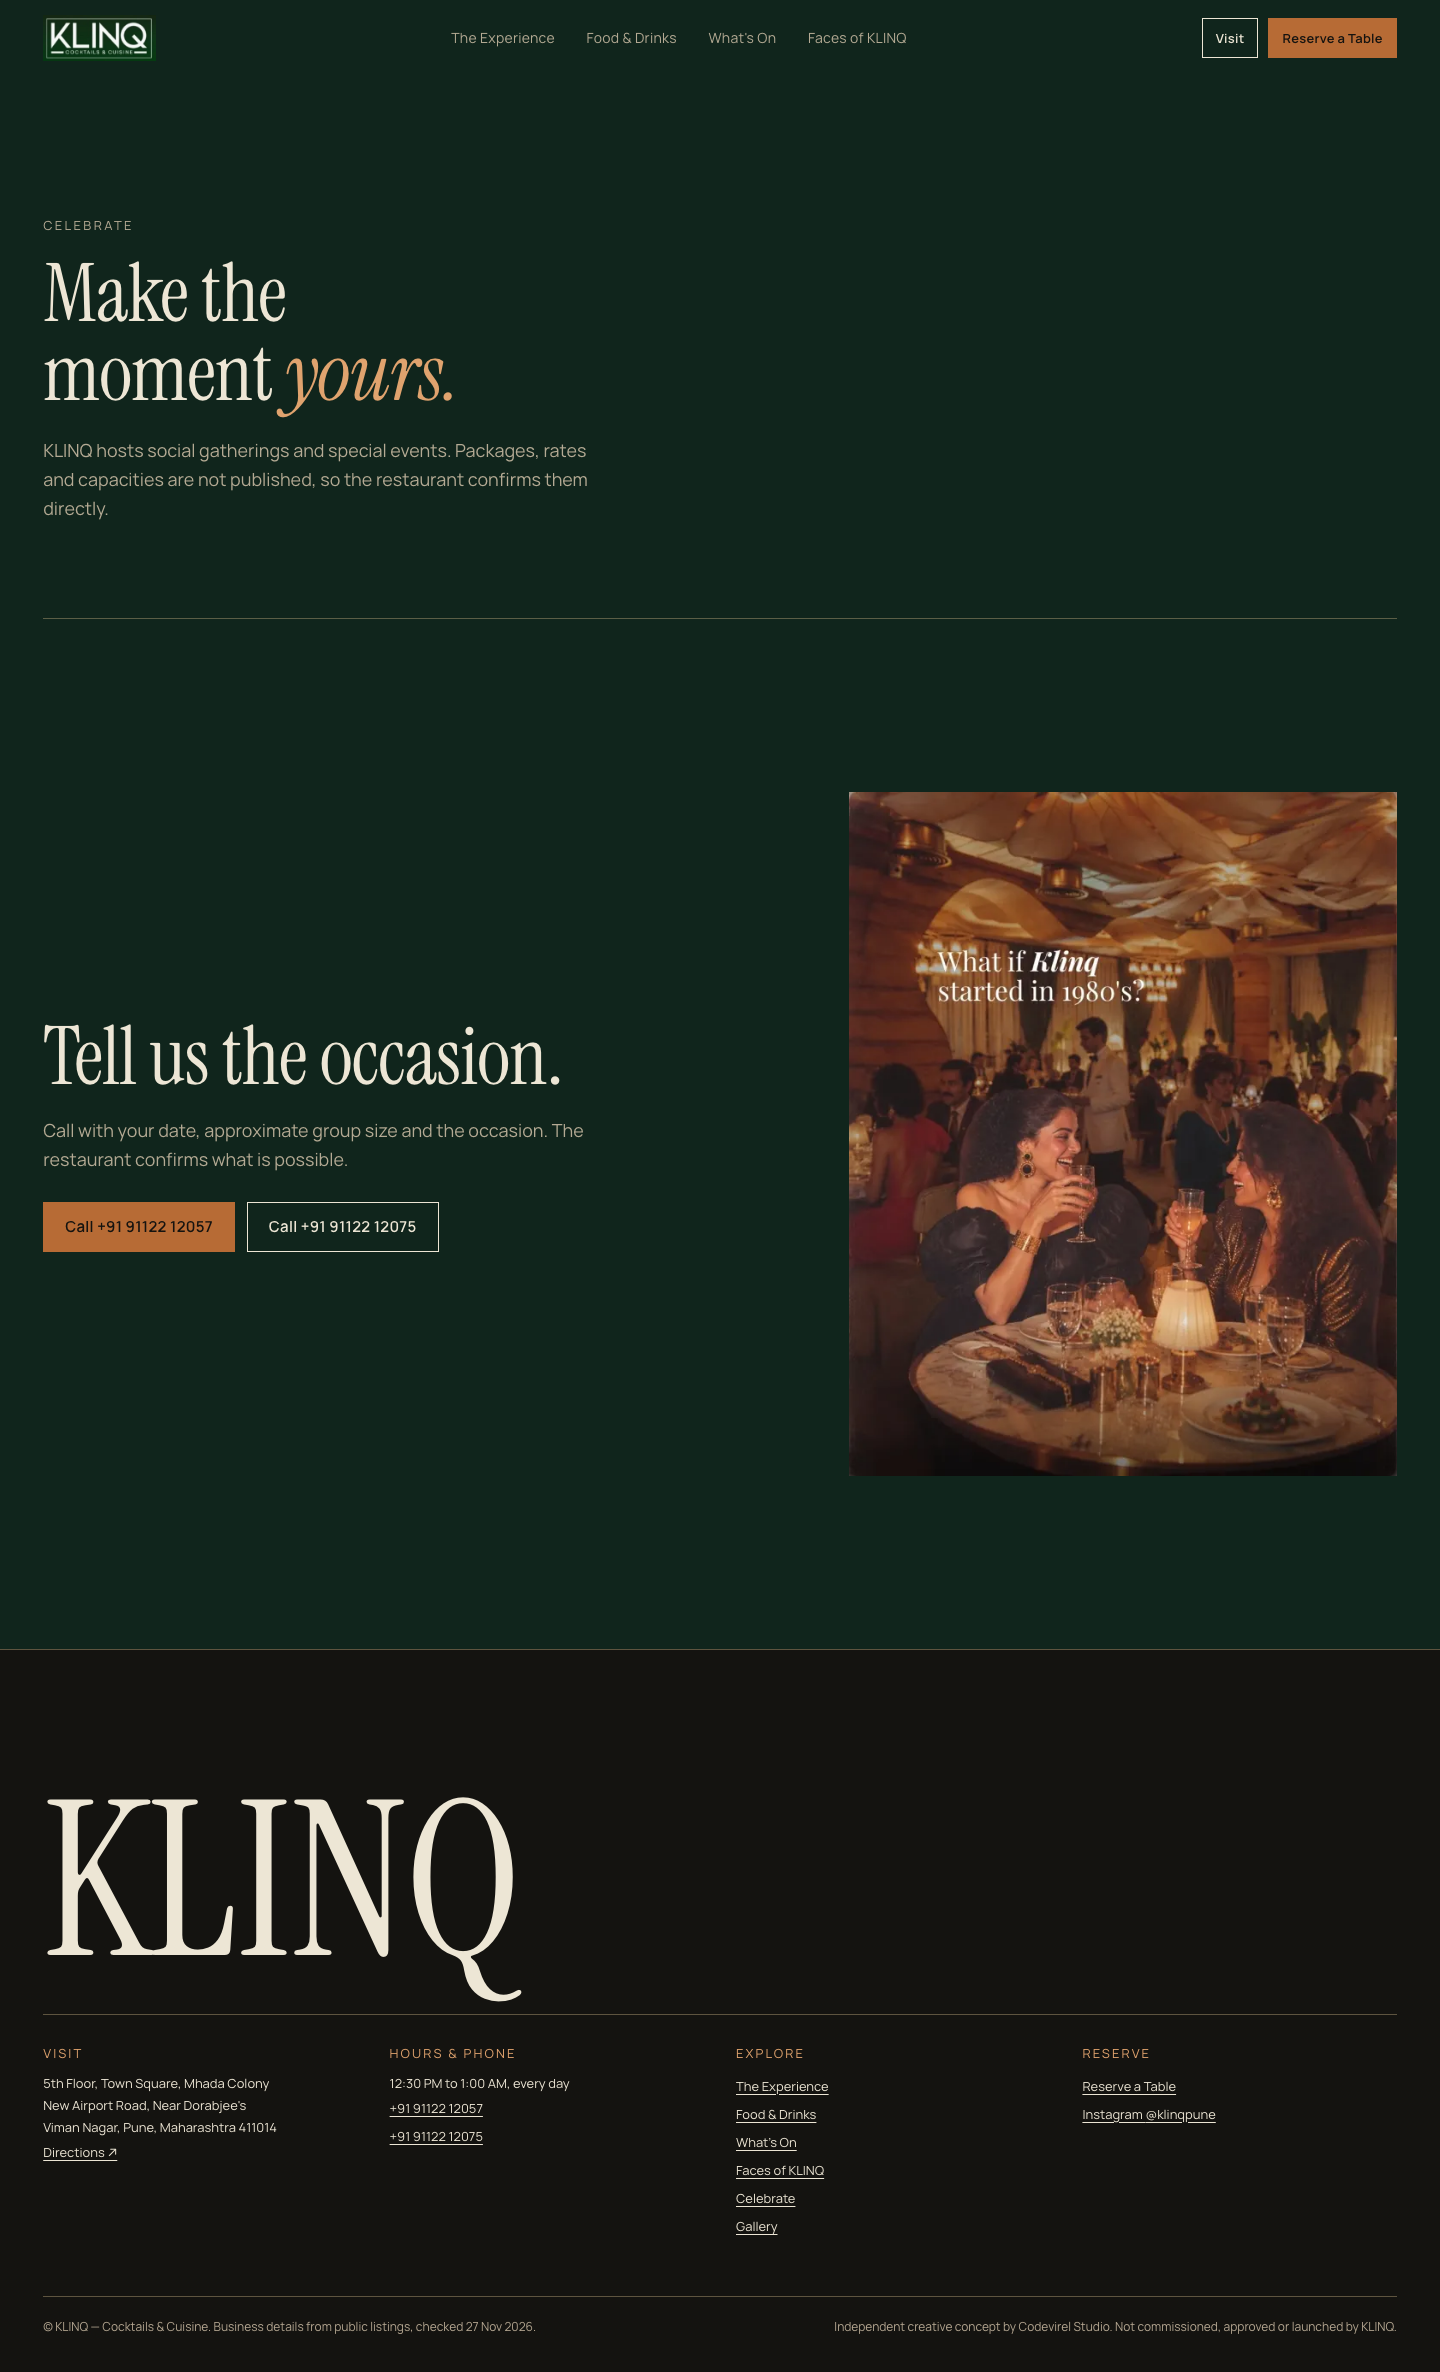 KLINQ
COCKTAILS & CUISINE
The Experience
Food & Drinks
What's On
Faces of KLINQ
Visit
Reserve a Table
CELEBRATE
Make the
moment yours.
KLINQ hosts social gatherings and special events. Packages, rates
and capacities are not published, so the restaurant confirms them
directly.
What if Klinq
started in 1980's?
Tell us the occasion.
Call with your date, approximate group size and the occasion. The
restaurant confirms what is possible.
Call +91 91122 12057
Call +91 91122 12075
KLINQ
VISIT
5th Floor, Town Square, Mhada Colony
New Airport Road, Near Dorabjee's
Viman Nagar, Pune, Maharashtra 411014
Directions ↗
HOURS & PHONE
12:30 PM to 1:00 AM, every day
+91 91122 12057
+91 91122 12075
EXPLORE
The Experience
Food & Drinks
What's On
Faces of KLINQ
Celebrate
Gallery
RESERVE
Reserve a Table
Instagram @klinqpune
© KLINQ — Cocktails & Cuisine. Business details from public listings, checked 27 Nov 2026.
Independent creative concept by Codevirel Studio. Not commissioned, approved or launched by KLINQ.